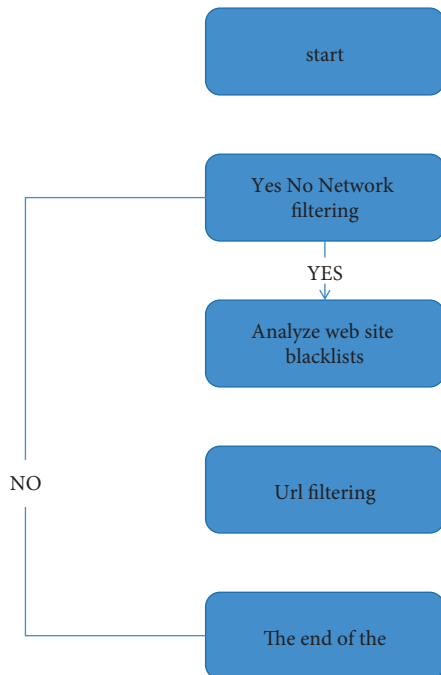 start
Yes No Network
filtering
YES
Analyze web site
blacklists
NO
Url filtering
The end of the